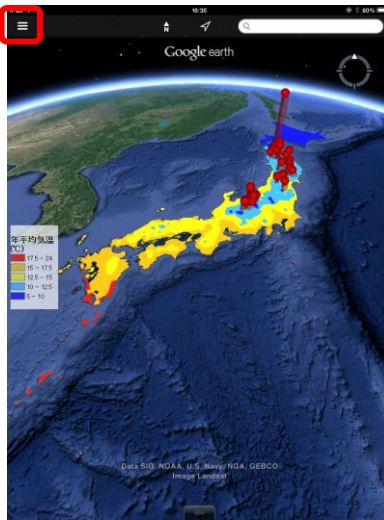 16:35
80%
N
Google earth
年平均気温
(℃)
17.5 - 24
15 - 17.5
12.5 - 15
10 - 12.5
5 - 10
Data SIO, NOAA, U.S. Navy, NGA, GEBCO
Image Landsat